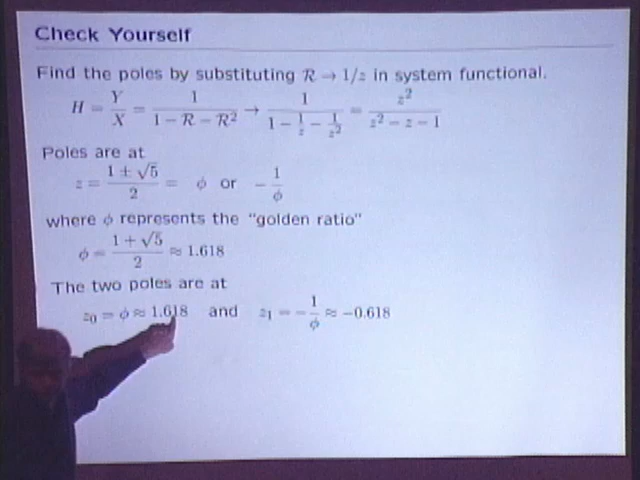 Check Yourself
Find the poles by substituting R → 1/z in system functional.
H = Y/X = 1/(1 − R − R²) → 1/(1 − 1/z − 1/z²) = z²/(z² − z − 1)
Poles are at
z = (1 ± √5)/2 = ϕ or −1/ϕ
where ϕ represents the "golden ratio"
ϕ = (1 + √5)/2 ≈ 1.618
The two poles are at
z₀ = ϕ ≈ 1.618 and z₁ = −1/ϕ ≈ −0.618